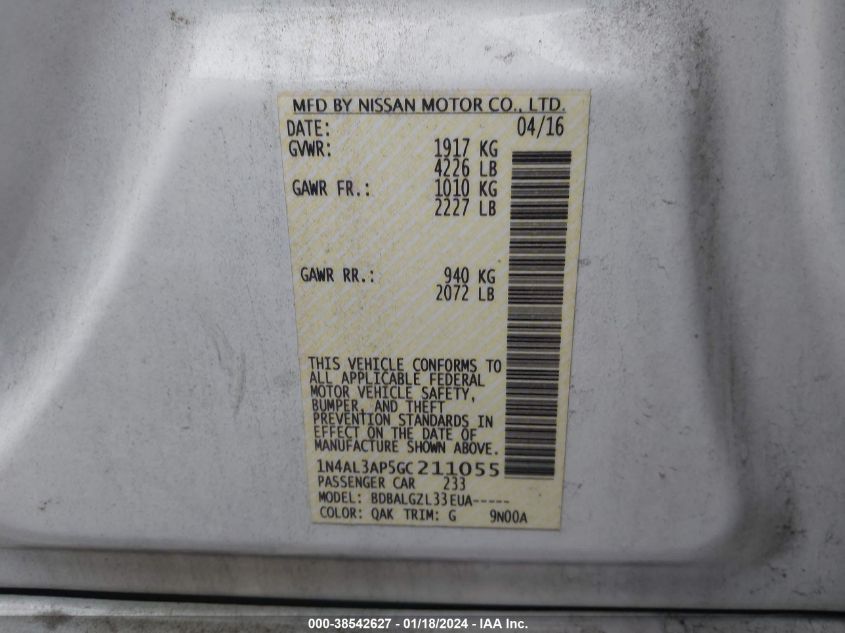 MFD BY NISSAN MOTOR CO., LTD.
DATE: 04/16
GVWR: 1917 KG
4226 LB
GAWR FR.: 1010 KG
2227 LB
GAWR RR.: 940 KG
2072 LB
THIS VEHICLE CONFORMS TO
ALL APPLICABLE FEDERAL
MOTOR VEHICLE SAFETY,
BUMPER, AND THEFT
PREVENTION STANDARDS IN
EFFECT ON THE DATE OF
MANUFACTURE SHOWN ABOVE.
1N4AL3AP5GC211055
PASSENGER CAR 233
MODEL: BDBALGZL33EUA-----
COLOR: QAK TRIM: G 9N00A
000-38542627 - 01/18/2024 - IAA Inc.